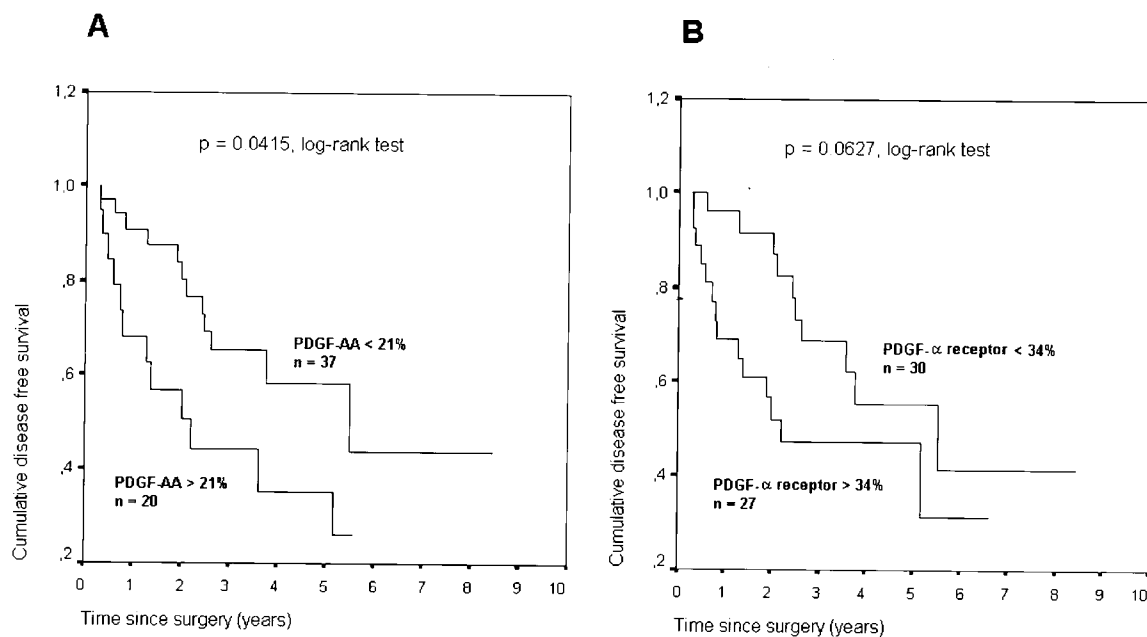 A
1,2
p = 0.0415, log-rank test
1,0
,8
,6
,4
,2
Cumulative disease free survival
PDGF-AA < 21%
n = 37
PDGF-AA > 21%
n = 20
0 1 2 3 4 5 6 7 8 9 10
Time since surgery (years)
B
1,2
p = 0.0627, log-rank test
1,0
,8
,6
,4
,2
Cumulative disease free survival
PDGF-α receptor < 34%
n = 30
PDGF-α receptor > 34%
n = 27
0 1 2 3 4 5 6 7 8 9 10
Time since surgery (years)